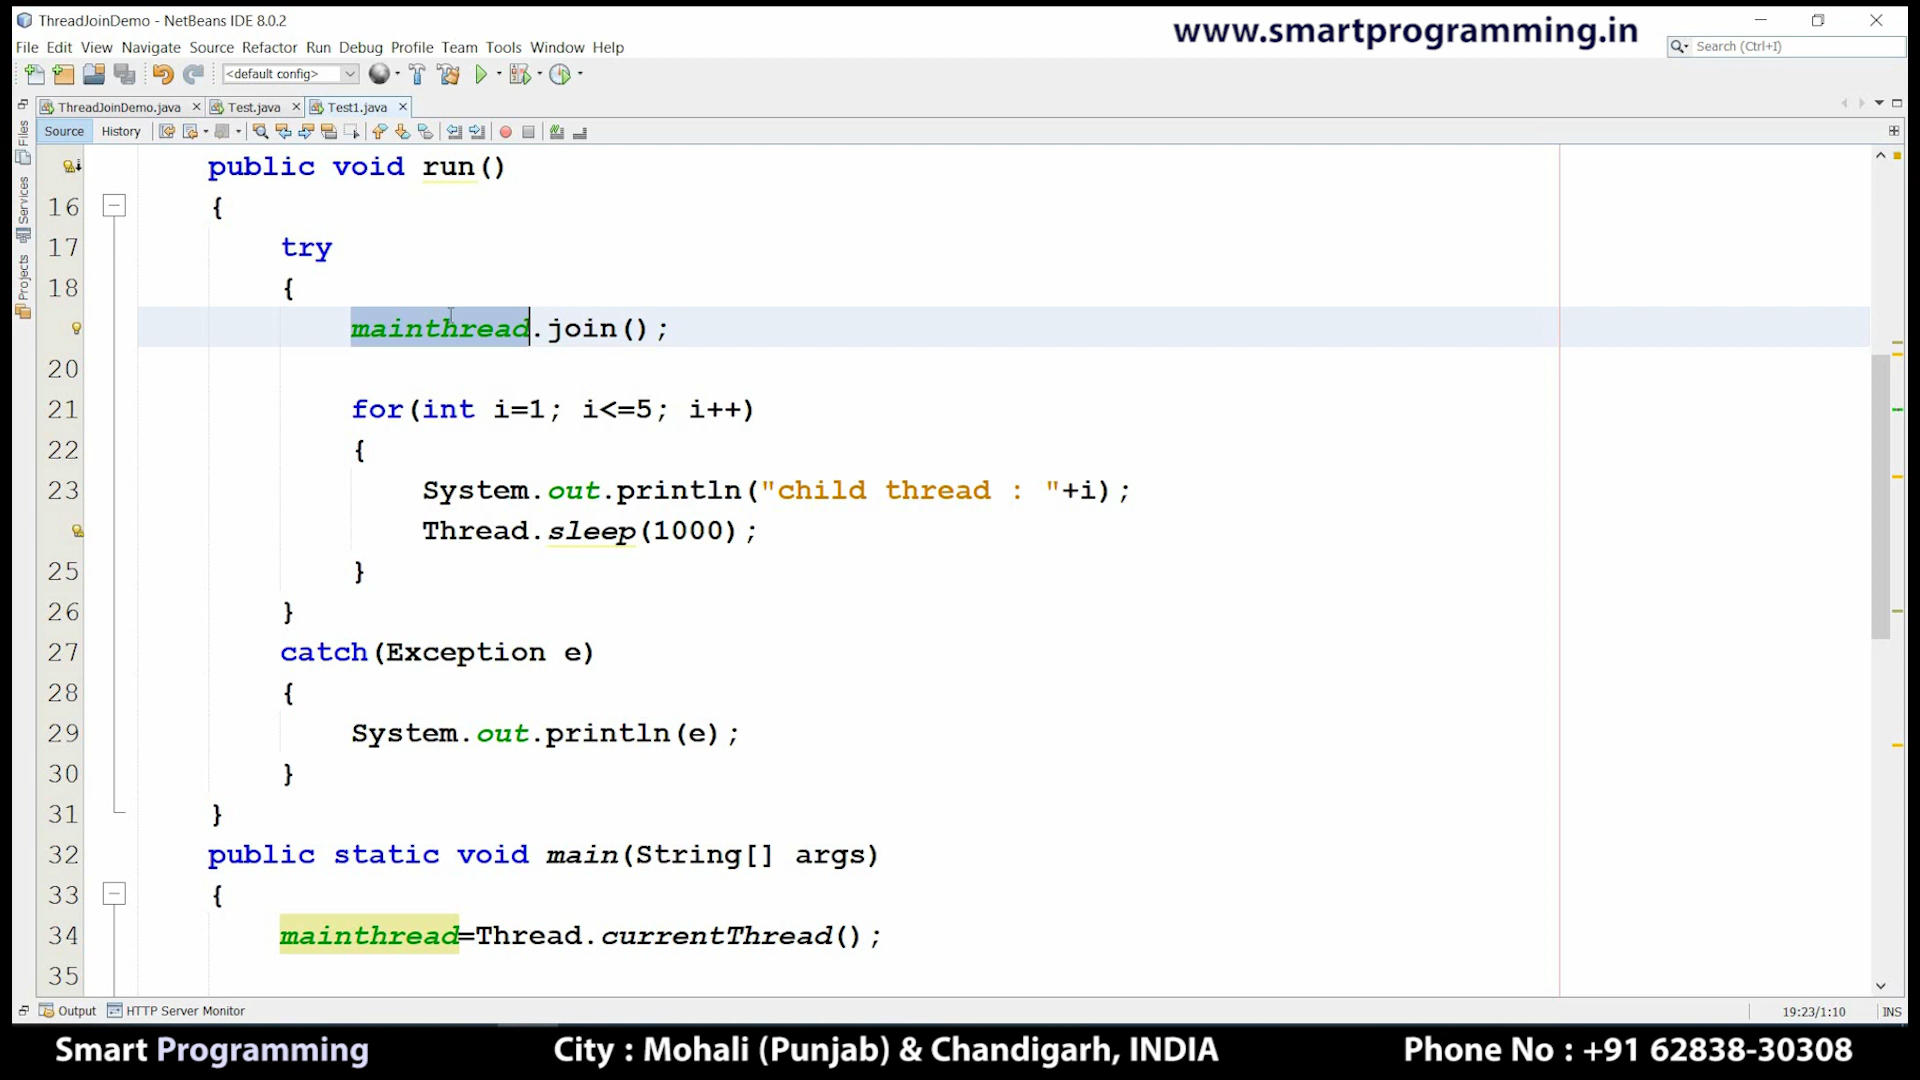 ThreadJoinDemo - NetBeans IDE 8.0.2
www.smartprogramming.in
File Edit View Navigate Source Refactor Run Debug Profile Team Tools Window Help
Search (Ctrl+I)
<default config>
ThreadJoinDemo.java Test.java Test1.java
Source History
Files
Services
Projects
public void run()
16 {
17 try
18 {
mainthread.join();
20
21 for(int i=1; i<=5; i++)
22 {
23 System.out.println("child thread : "+i);
Thread.sleep(1000);
25 }
26 }
27 catch(Exception e)
28 {
29 System.out.println(e);
30 }
31 }
32 public static void main(String[] args)
33 {
34 mainthread=Thread.currentThread();
35
Output HTTP Server Monitor
19:23/1:10 INS
Smart Programming City : Mohali (Punjab) & Chandigarh, INDIA Phone No : +91 62838-30308